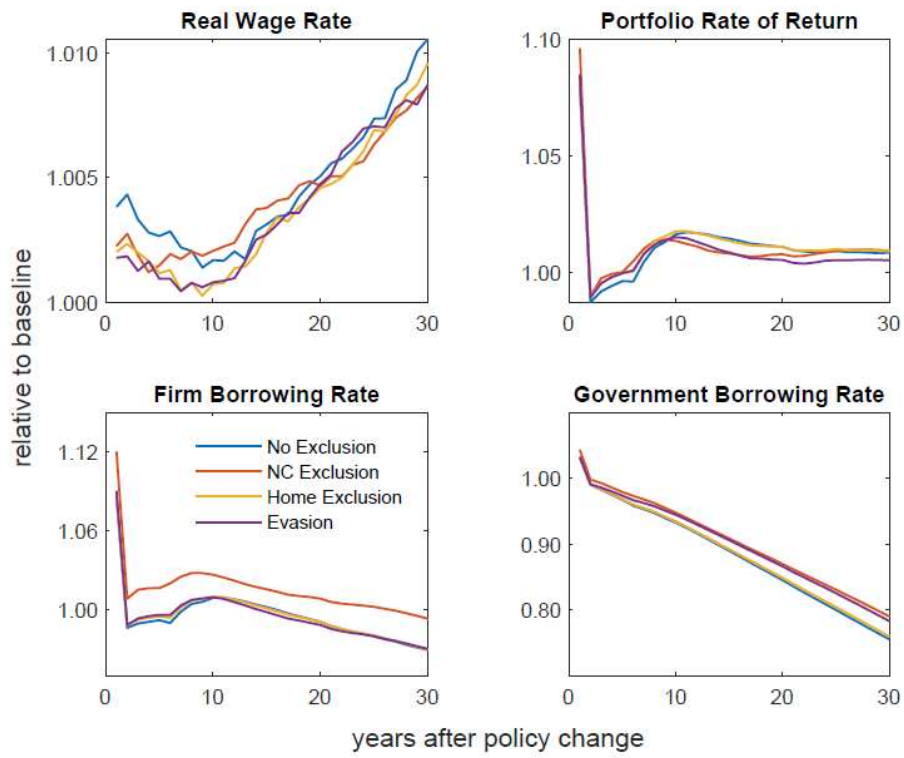 Real Wage Rate
1.010
1.005
1.000
0 10 20 30
Portfolio Rate of Return
1.10
1.05
1.00
0 10 20 30
relative to baseline
Firm Borrowing Rate
1.12
1.06
1.00
No Exclusion
NC Exclusion
Home Exclusion
Evasion
0 10 20 30
Government Borrowing Rate
1.00
0.90
0.80
0 10 20 30
years after policy change